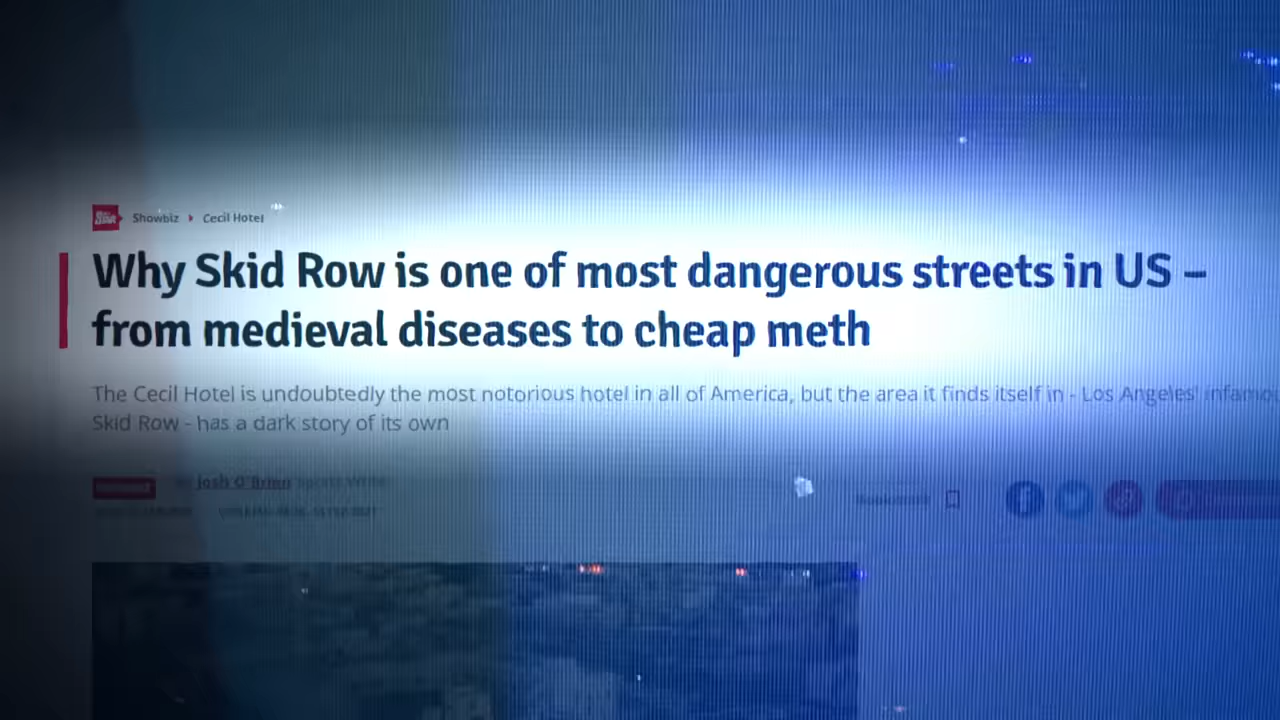 Showbiz Cecil Hotel
Why Skid Row is one of most dangerous streets in US –
from medieval diseases to cheap meth
The Cecil Hotel is undoubtedly the most notorious hotel in all of America, but the area it finds itself in - Los Angeles' infamo
Skid Row - has a dark story of its own
Josh O'Brien